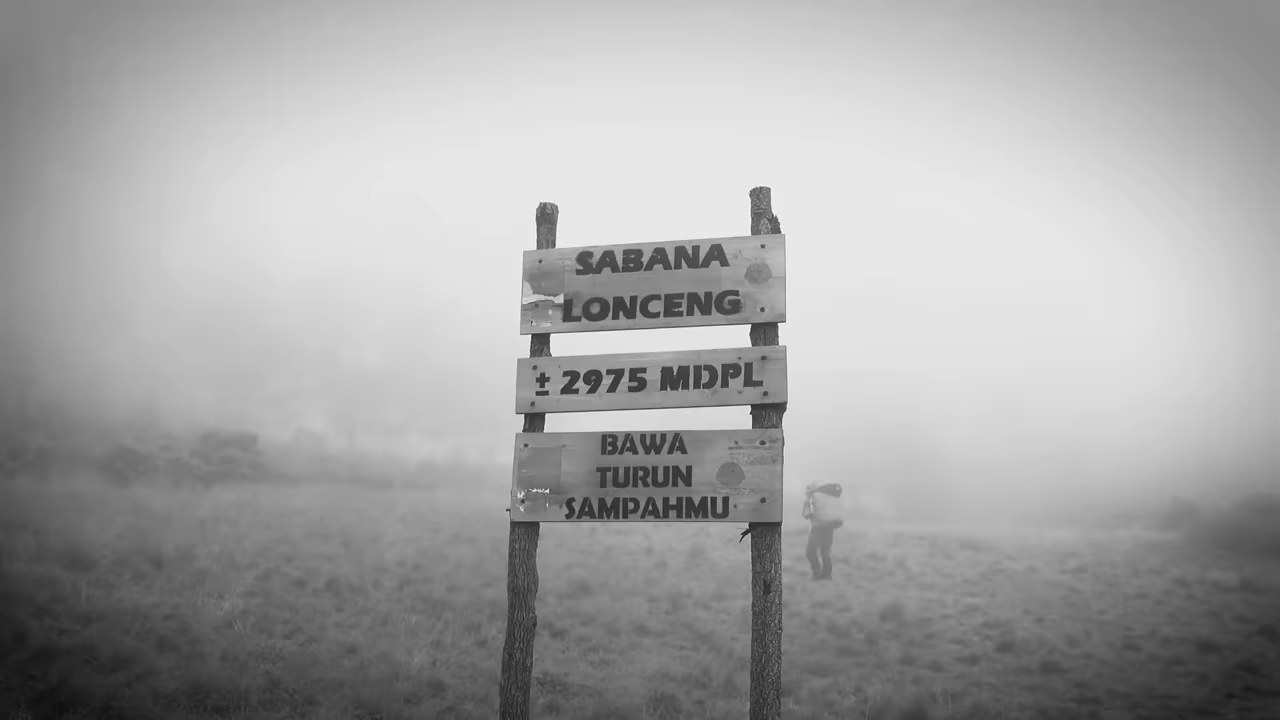 SABANA
LONCENG
± 2975 MDPL
BAWA
TURUN
SAMPAHMU